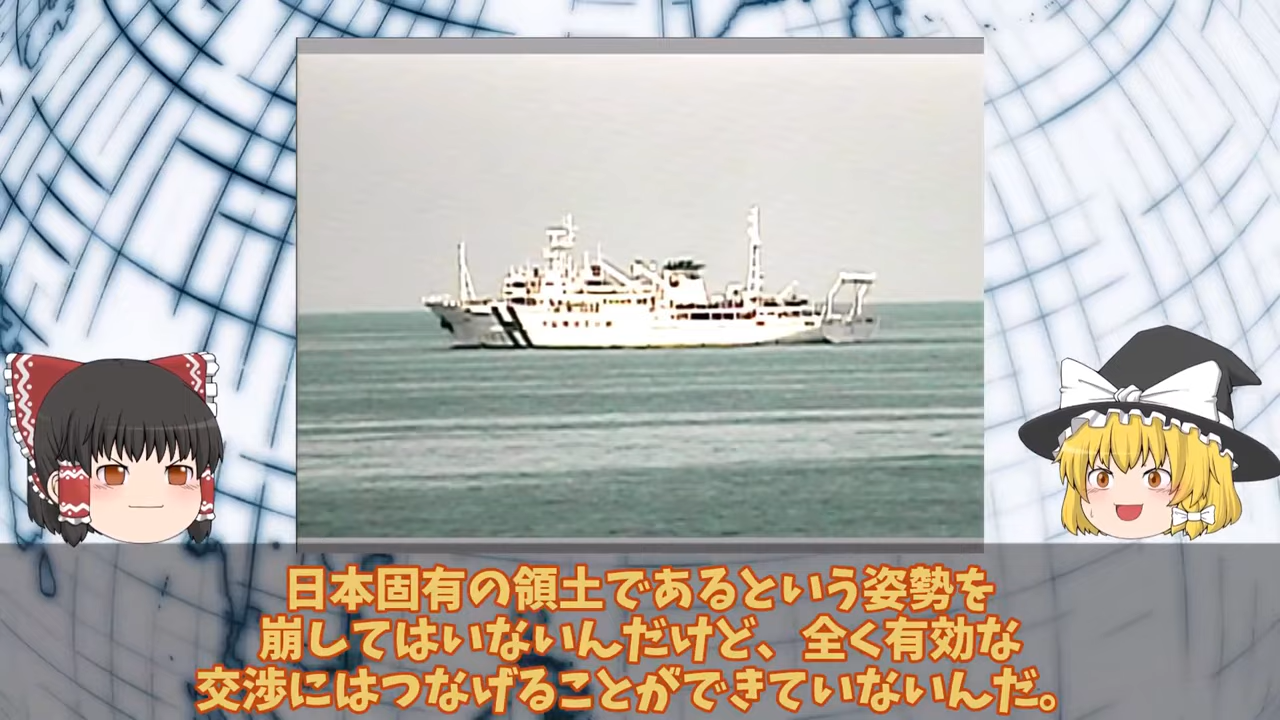 日本固有の領土であるという姿勢を
崩してはいないんだけど、全く有効な
交渉にはつなげることができていないんだ。